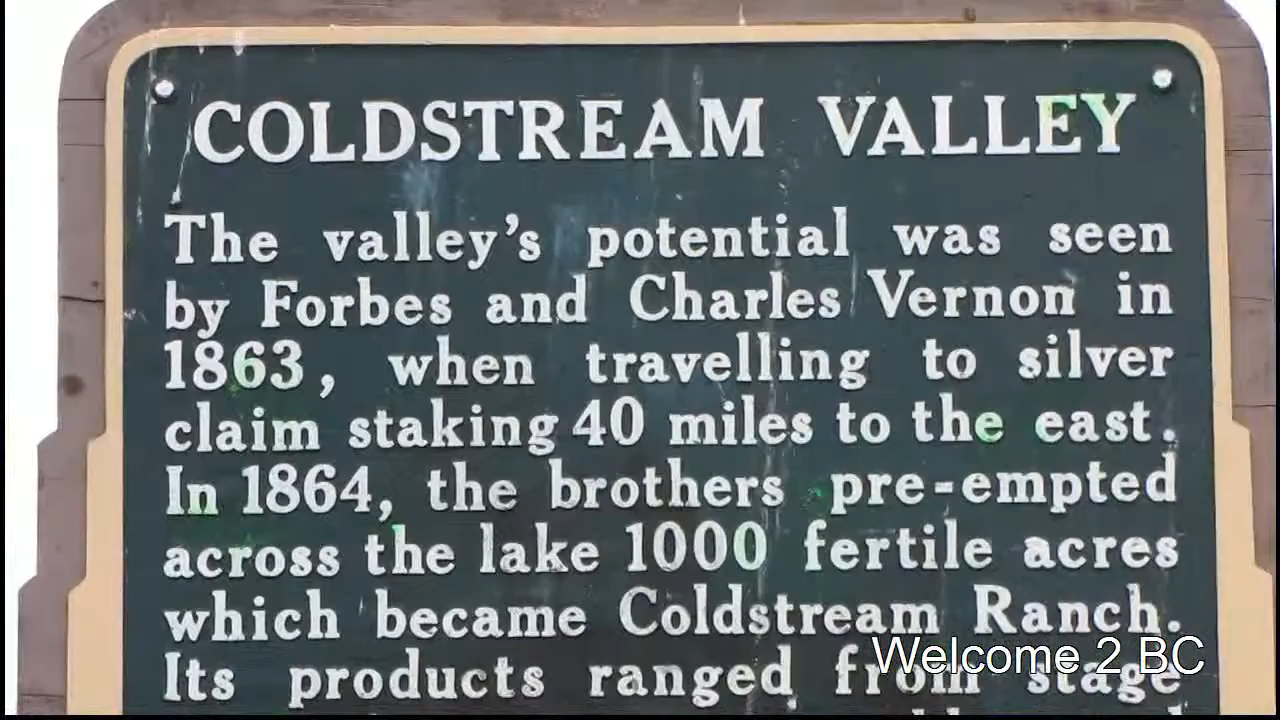 COLDSTREAM VALLEY
The valley's potential was seen
by Forbes and Charles Vernon in
1863, when travelling to silver
claim staking 40 miles to the east.
In 1864, the brothers pre-empted
across the lake 1000 fertile acres
which became Coldstream Ranch.
Its products ranged from stage
Welcome 2 BC